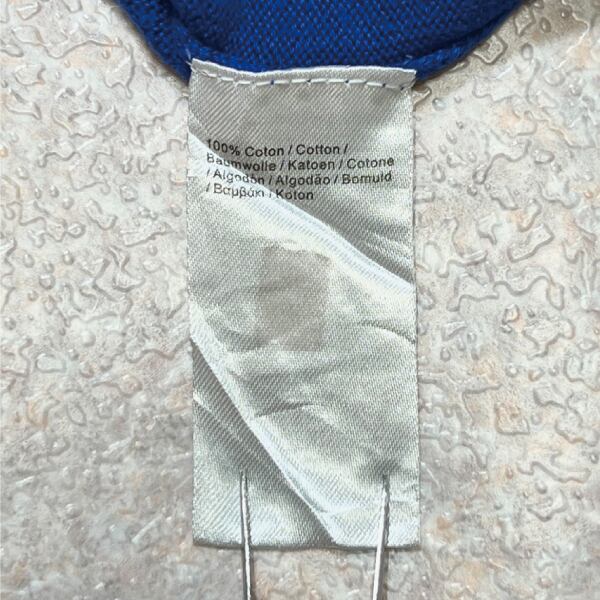 100% Coton / Cotton /
Baumwolle / Katoen / Cotone
/ Algodón / Algodão / Bomuld
/ Βαμβάκι / Koton